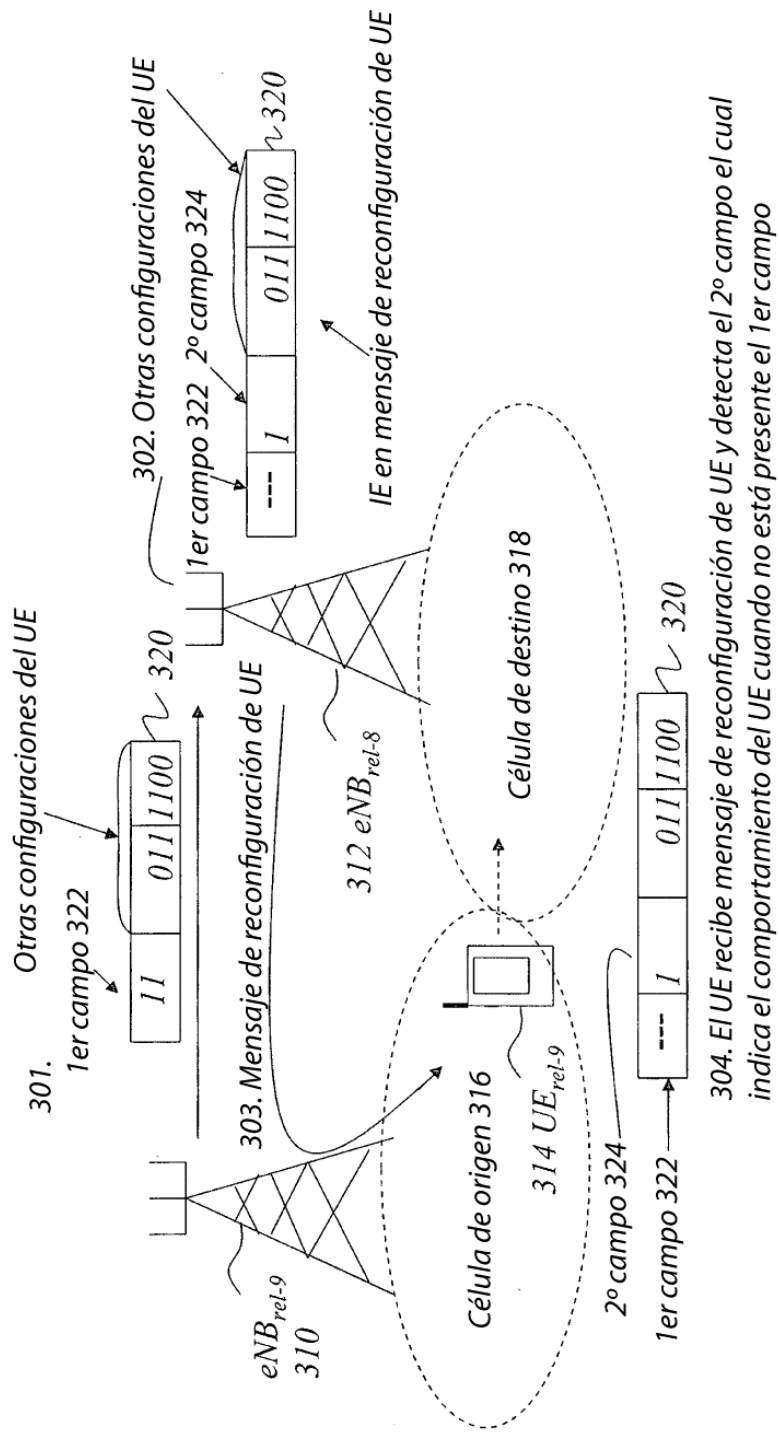 301.
Otras configuraciones del UE
1er campo 322
11 011 1100
320
302. Otras configuraciones del UE
1er campo 322 2º campo 324
--- 1 011 1100
320
IE en mensaje de reconfiguración de UE
303. Mensaje de reconfiguración de UE
eNBrel-9
310
312 eNBrel-8
Célula de origen 316
314 UErel-9
Célula de destino 318
2º campo 324
1er campo 322
--- 1 011 1100
320
304. El UE recibe mensaje de reconfiguración de UE y detecta el 2º campo el cual
indica el comportamiento del UE cuando no está presente el 1er campo